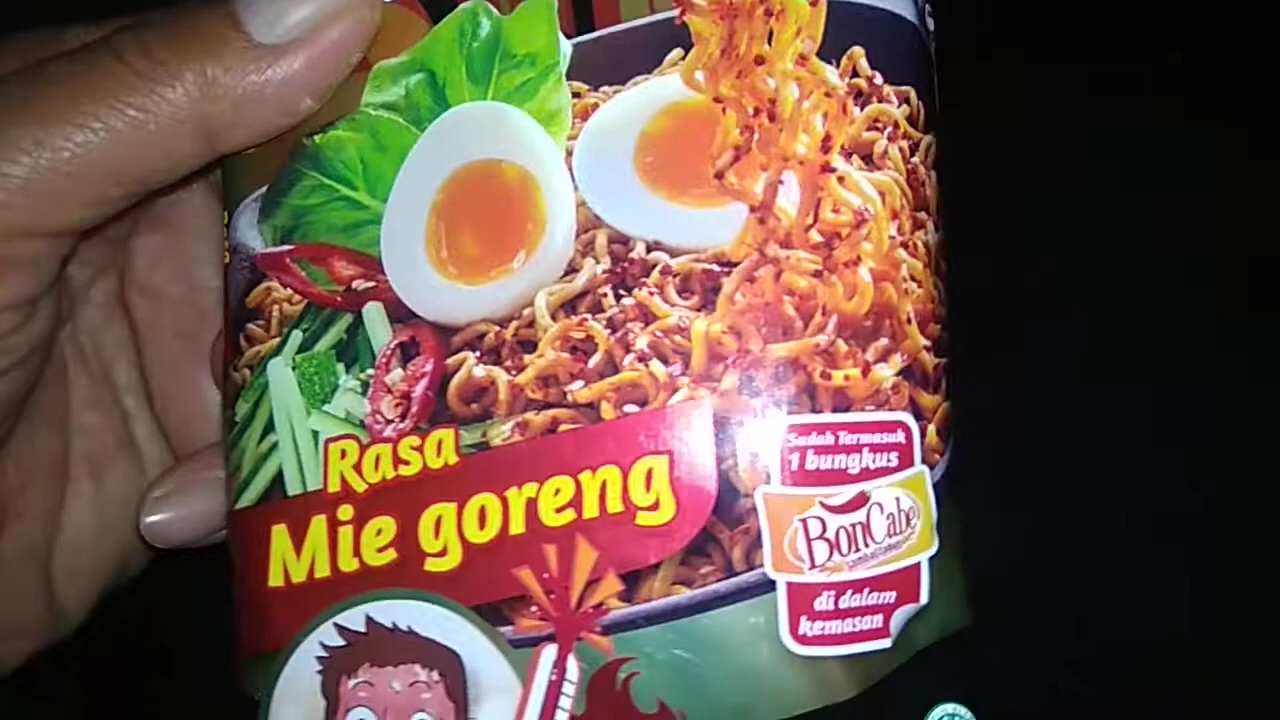 Rasa
Mie goreng
Sudah Termasuk
1 bungkus
BonCabe
di dalam
kemasan